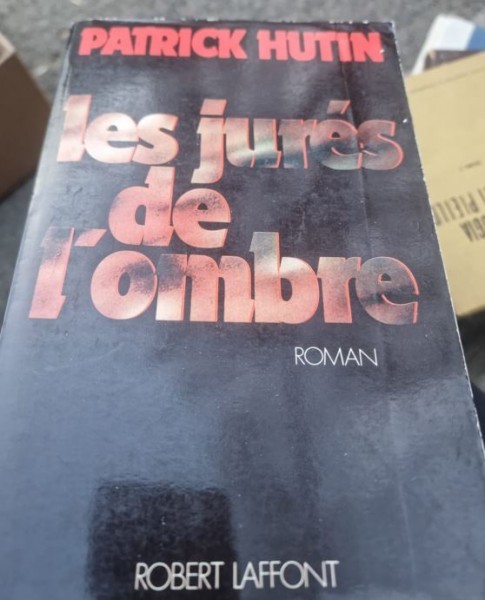 PATRICK HUTIN
les jurés
de
l'ombre
ROMAN
ROBERT LAFFONT